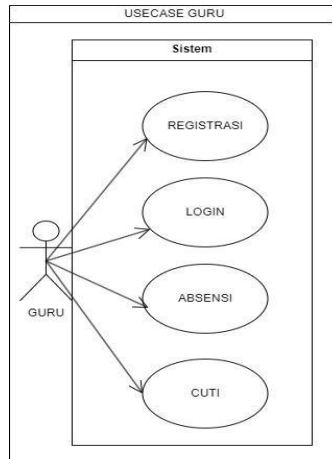 USECASE GURU
Sistem
REGISTRASI
LOGIN
ABSENSI
GURU
CUTI